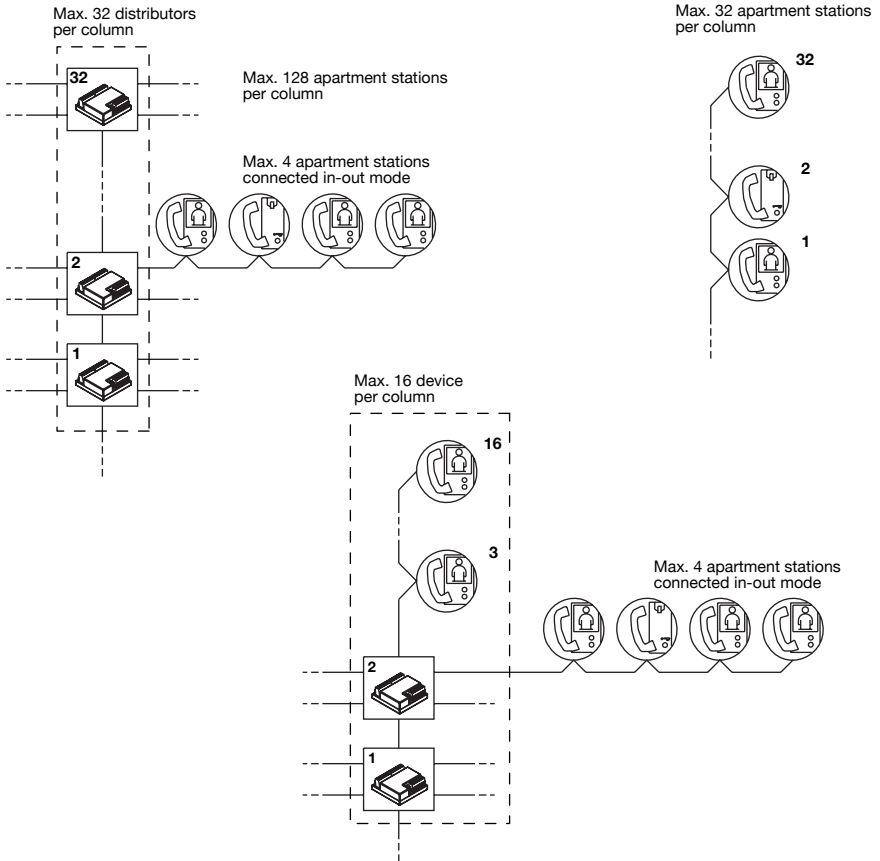 Max. 32 distributors
per column
32
Max. 128 apartment stations
per column
Max. 4 apartment stations
connected in-out mode
2
1
Max. 32 apartment stations
per column
32
2
1
Max. 16 device
per column
16
3
Max. 4 apartment stations
connected in-out mode
2
1